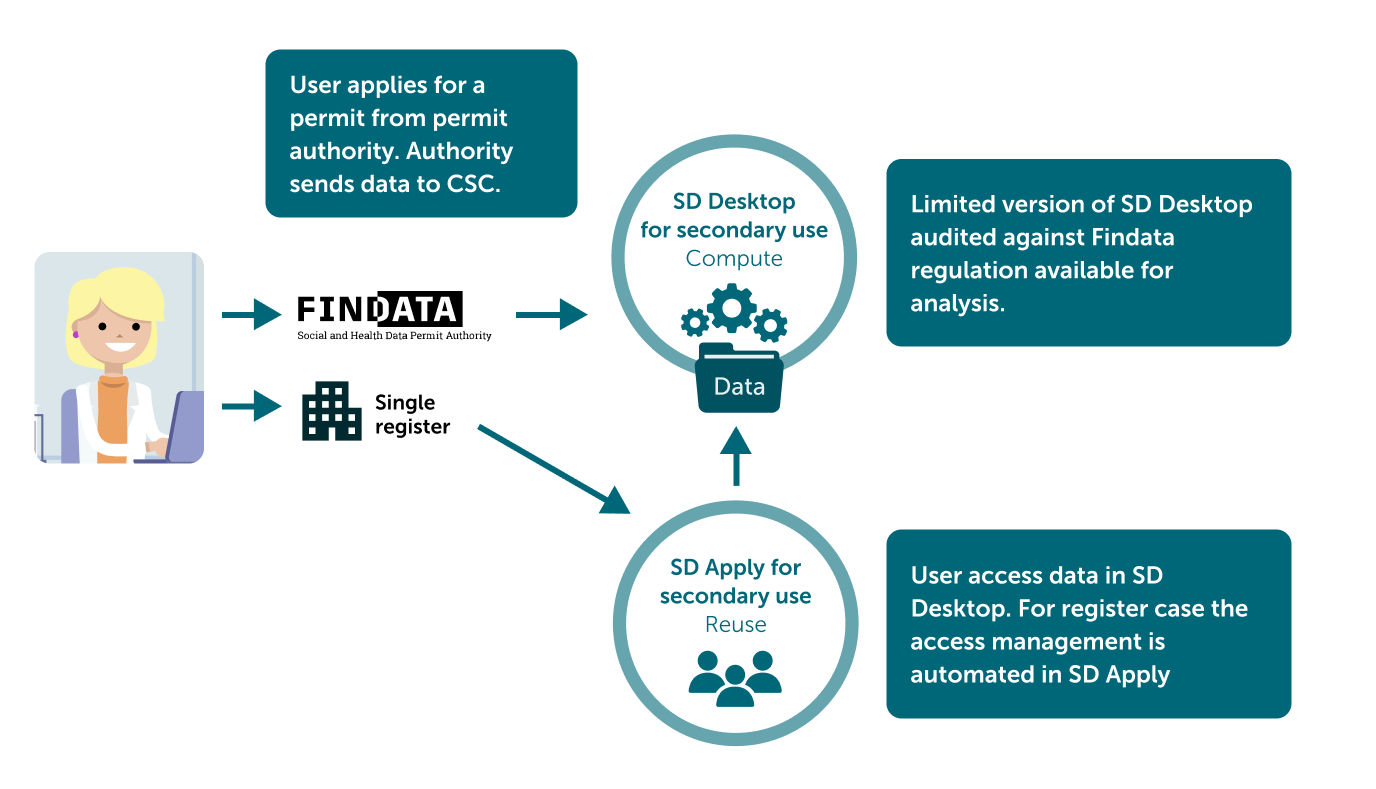 User applies for a
permit from permit
authority. Authority
sends data to CSC.
FINDATA
Social and Health Data Permit Authority
Single
register
SD Desktop
for secondary use
Compute
Data
Limited version of SD Desktop
audited against Findata
regulation available for
analysis.
SD Apply for
secondary use
Reuse
User access data in SD
Desktop. For register case the
access management is
automated in SD Apply